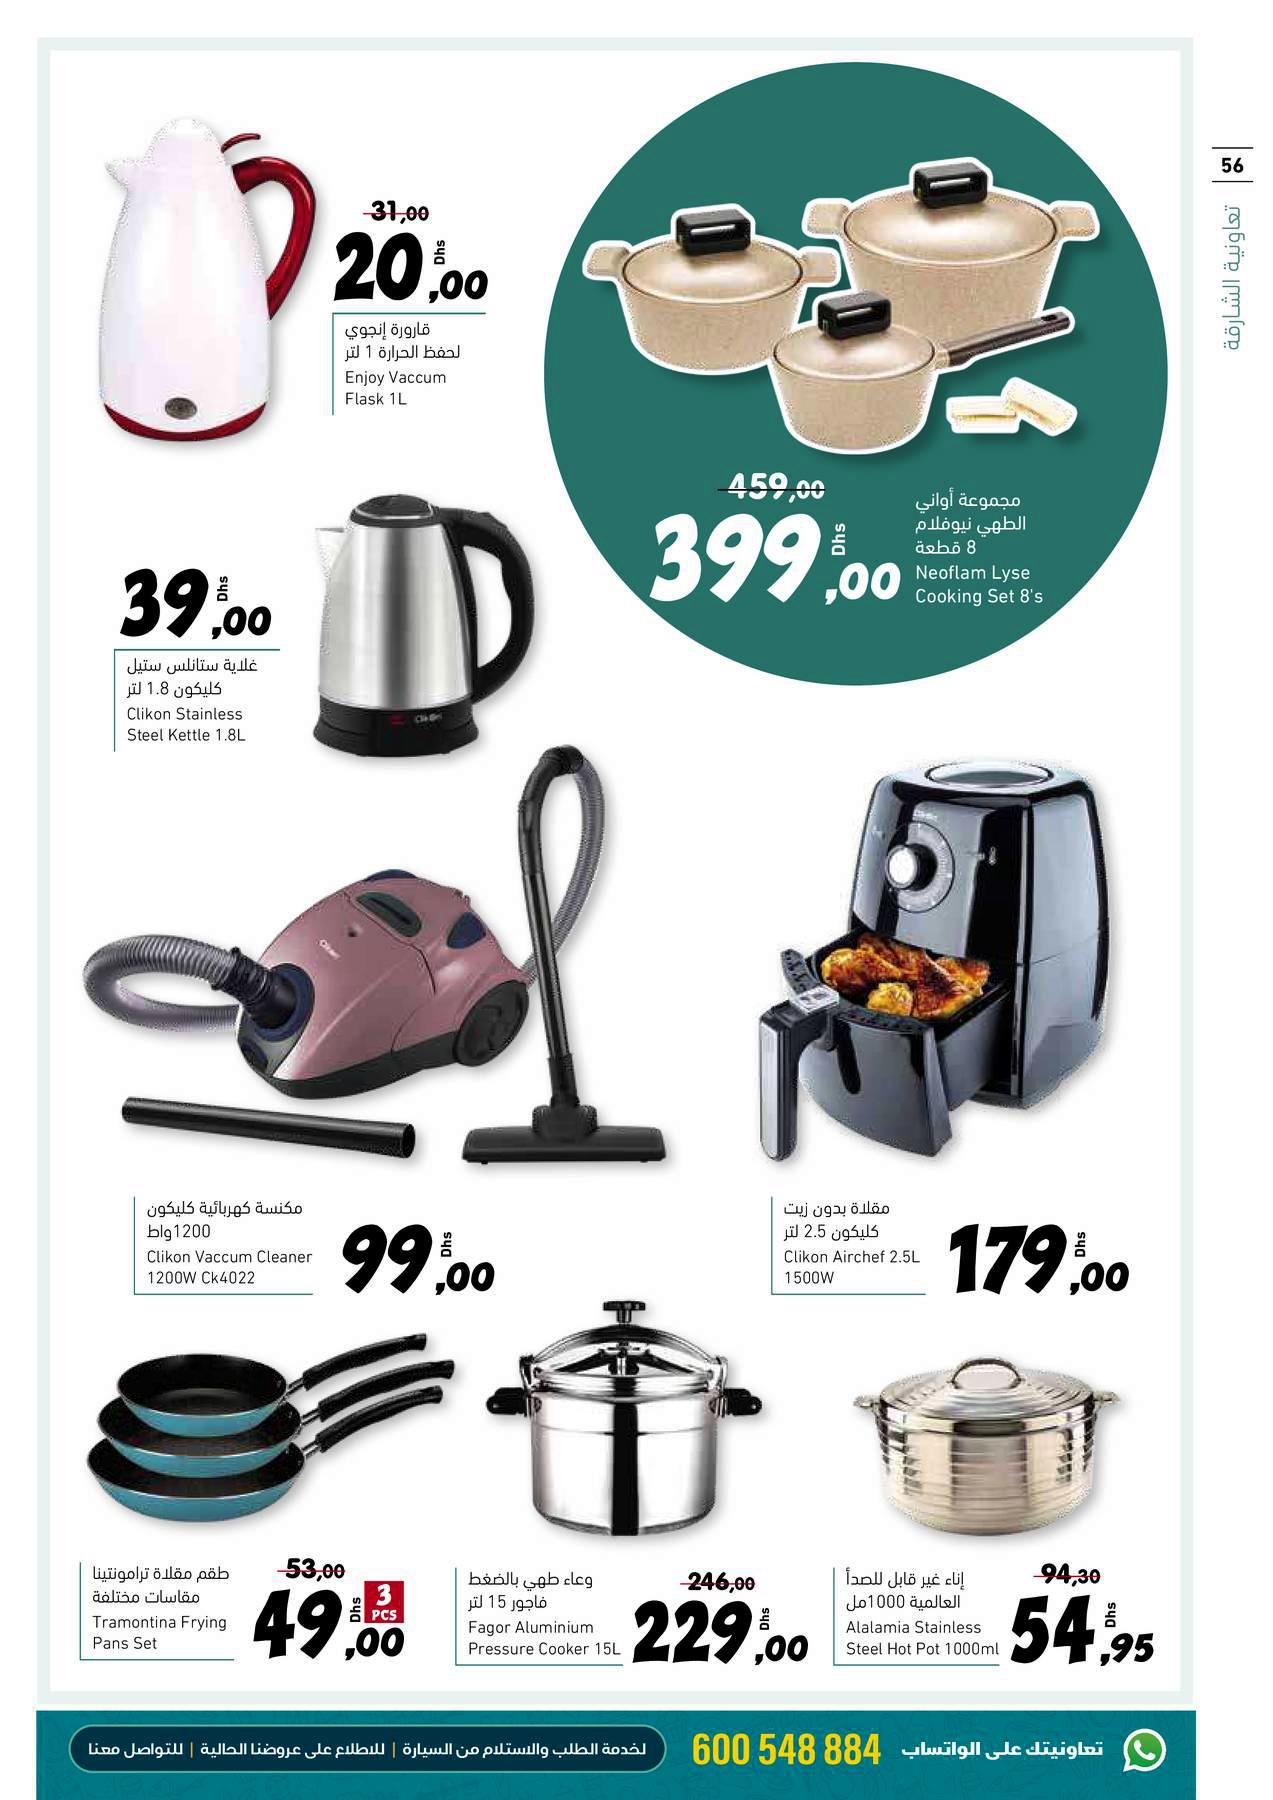 56
تعاونية الشارقة
31,00
20,00 Dhs
قارورة إنجوي
لحفظ الحرارة 1 لتر
Enjoy Vaccum
Flask 1L
459,00
399,00 Dhs
مجموعة أواني
الطهي نيوفلام
8 قطعة
Neoflam Lyse
Cooking Set 8's
39,00 Dhs
غلاية ستانلس ستيل
كليكون 1.8 لتر
Clikon Stainless
Steel Kettle 1.8L
Clikon
مكنسة كهربائية كليكون
1200واط
Clikon Vaccum Cleaner
1200W Ck4022
99,00 Dhs
مقلاة بدون زيت
كليكون 2.5 لتر
Clikon Airchef 2.5L
1500W
179,00 Dhs
طقم مقلاة ترامونتينا
مقاسات مختلفة
Tramontina Frying
Pans Set
53,00
49,00 Dhs
3
PCS
وعاء طهي بالضغط
فاجور 15 لتر
Fagor Aluminium
Pressure Cooker 15L
246,00
229,00 Dhs
إناء غير قابل للصدأ
العالمية 1000مل
Alalamia Stainless
Steel Hot Pot 1000ml
94,30
54,95 Dhs
تعاونيتك على الواتساب 600 548 884
لخدمة الطلب والاستلام من السيارة | للاطلاع على عروضنا الحالية | للتواصل معنا